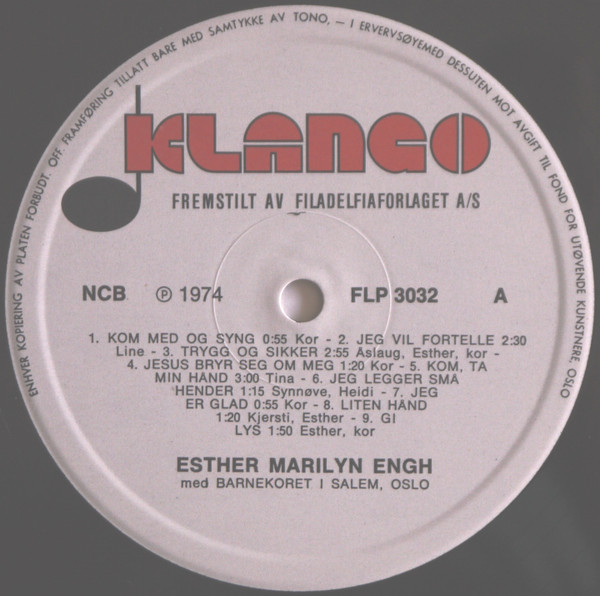 ENHVER KOPIERING AV PLATEN FORBUDT. OFF. FRAMFØRING TILLATT BARE MED SAMTYKKE AV TONO, — I ERVERVSØYEMED DESSUTEN MOT AVGIFT TIL FOND FOR UTØVENDE KUNSTNERE, OSLO
KLANGO
FREMSTILT AV FILADELFIAFORLAGET A/S
NCB ℗ 1974 FLP 3032 A
1. KOM MED OG SYNG 0:55 Kor - 2. JEG VIL FORTELLE 2:30
Line - 3. TRYGG OG SIKKER 2:55 Aslaug, Esther, kor -
4. JESUS BRYR SEG OM MEG 1:20 Kor - 5. KOM, TA
MIN HÅND 3:00 Tina - 6. JEG LEGGER SMÅ
HENDER 1:15 Synnøve, Heidi - 7. JEG
ER GLAD 0:55 Kor - 8. LITEN HÅND
1:20 Kjersti, Esther - 9. GI
LYS 1:50 Esther, kor
ESTHER MARILYN ENGH
med BARNEKORET I SALEM, OSLO